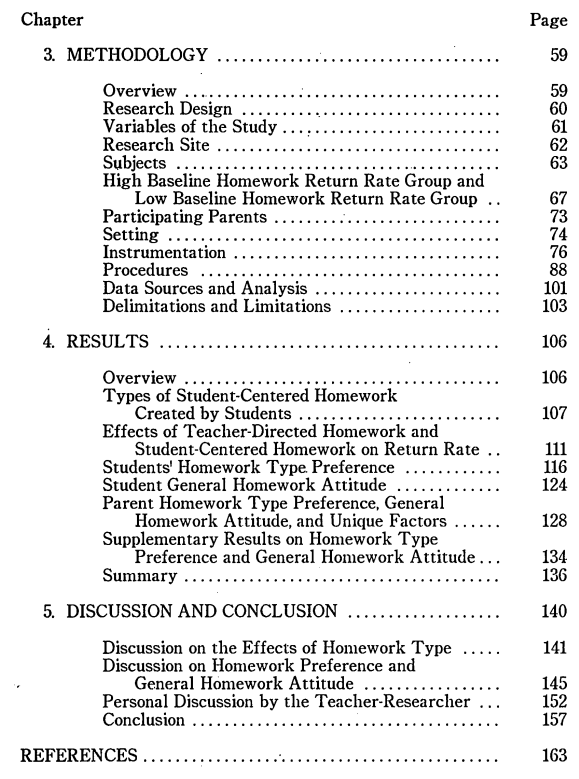 Chapter Page
3. METHODOLOGY .................................. 59
Overview .................................... 59
Research Design ............................. 60
Variables of the Study ........................ 61
Research Site ................................ 62
Subjects .................................... 63
High Baseline Homework Return Rate Group and
Low Baseline Homework Return Rate Group .. 67
Participating Parents ......................... 73
Setting ...................................... 74
Instrumentation .............................. 76
Procedures .................................. 88
Data Sources and Analysis .................... 101
Delimitations and Limitations .................. 103
4. RESULTS ........................................ 106
Overview .................................... 106
Types of Student-Centered Homework
Created by Students ....................... 107
Effects of Teacher-Directed Homework and
Student-Centered Homework on Return Rate .. 111
Students' Homework Type Preference ............ 116
Student General Homework Attitude ............. 124
Parent Homework Type Preference, General
Homework Attitude, and Unique Factors ...... 128
Supplementary Results on Homework Type
Preference and General Homework Attitude ... 134
Summary .................................... 136
5. DISCUSSION AND CONCLUSION .................. 140
Discussion on the Effects of Homework Type ..... 141
Discussion on Homework Preference and
General Homework Attitude ................ 145
Personal Discussion by the Teacher-Researcher ... 152
Conclusion ................................... 157
REFERENCES ........................................ 163